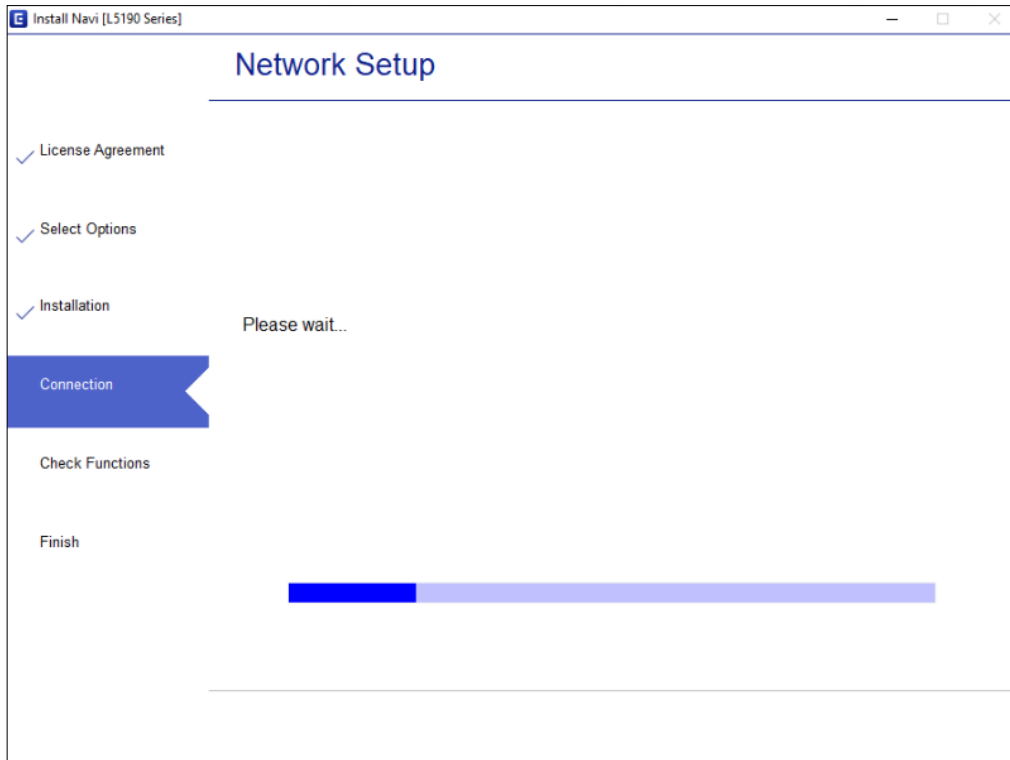 Install Navi [L5190 Series]
Network Setup
License Agreement
Select Options
Installation
Connection
Check Functions
Finish
Please wait...